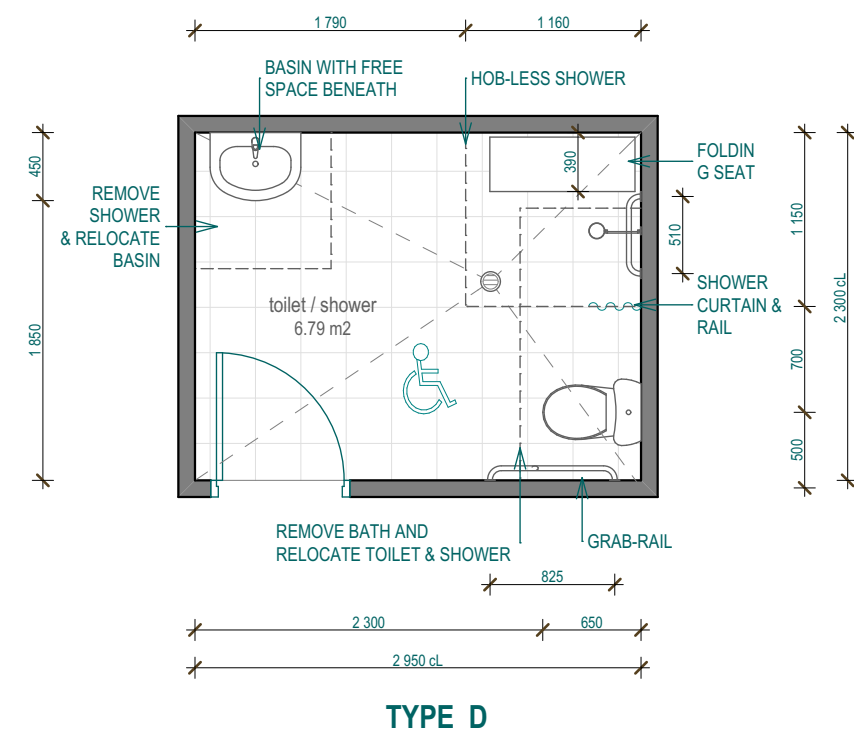 1 790
1 160
BASIN WITH FREE
SPACE BENEATH
HOB-LESS SHOWER
450
390
FOLDIN
G SEAT
REMOVE
SHOWER
& RELOCATE
BASIN
510
1 150
2 300 cL
SHOWER
CURTAIN &
RAIL
toilet / shower
6.79 m2
1 850
700
500
REMOVE BATH AND
RELOCATE TOILET & SHOWER
GRAB-RAIL
825
2 300
650
2 950 cL
TYPE D